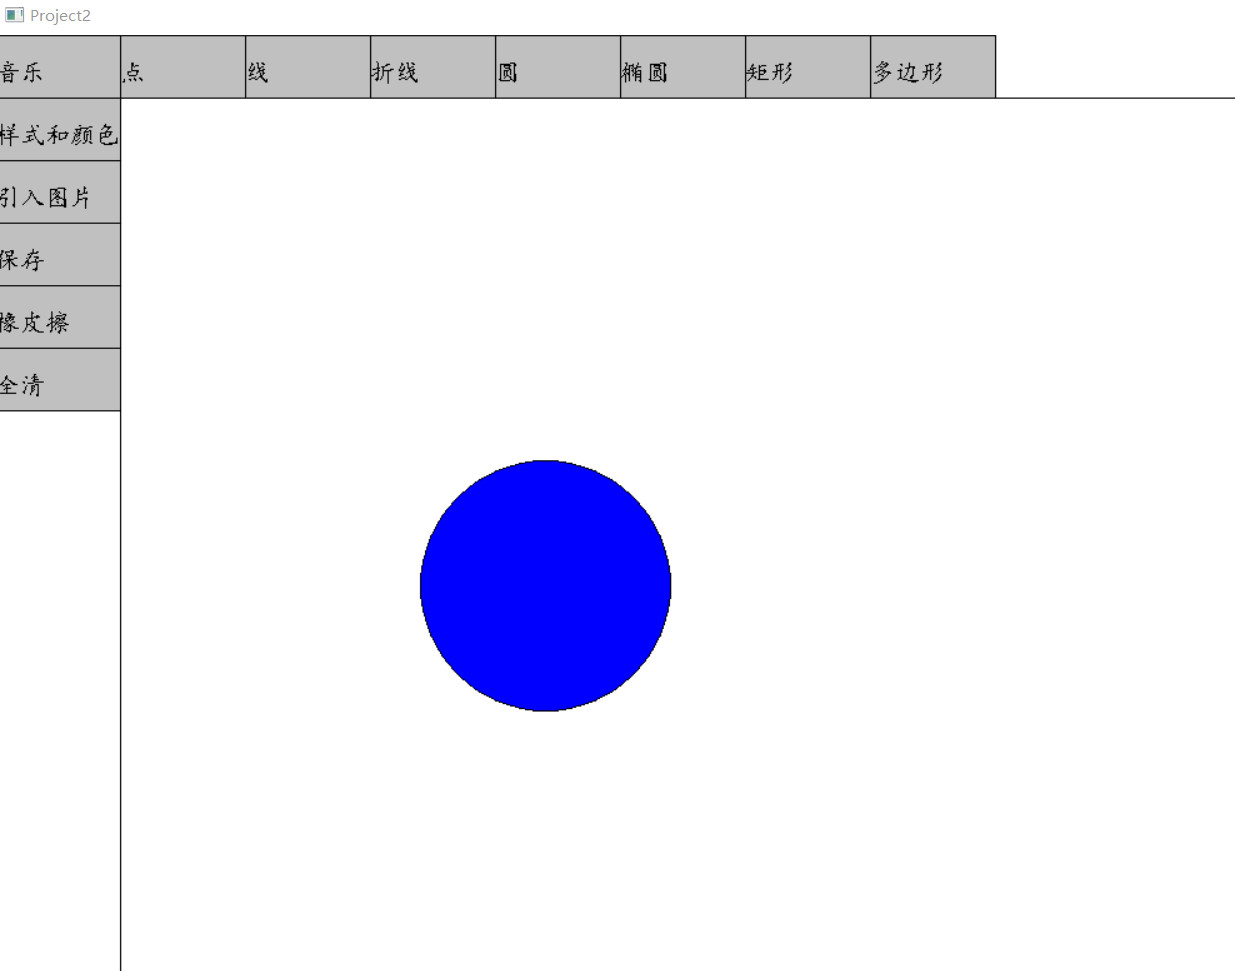 Project2
音乐 点 线 折线 圆 椭圆 矩形 多边形
样式和颜色
引入图片
保存
橡皮擦
全清